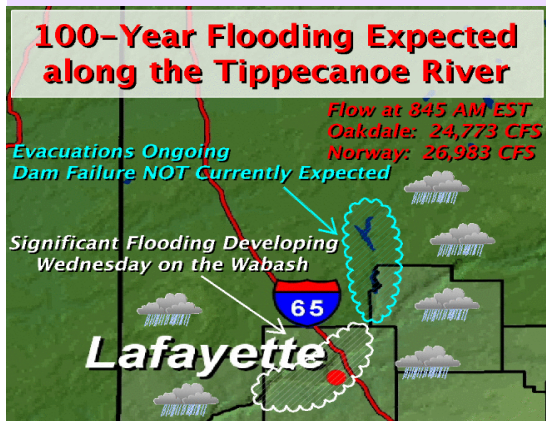 100-Year Flooding Expected
along the Tippecanoe River
Flow at 845 AM EST
Oakdale: 24,773 CFS
Norway: 26,983 CFS
Evacuations Ongoing
Dam Failure NOT Currently Expected
Significant Flooding Developing
Wednesday on the Wabash
65
Lafayette